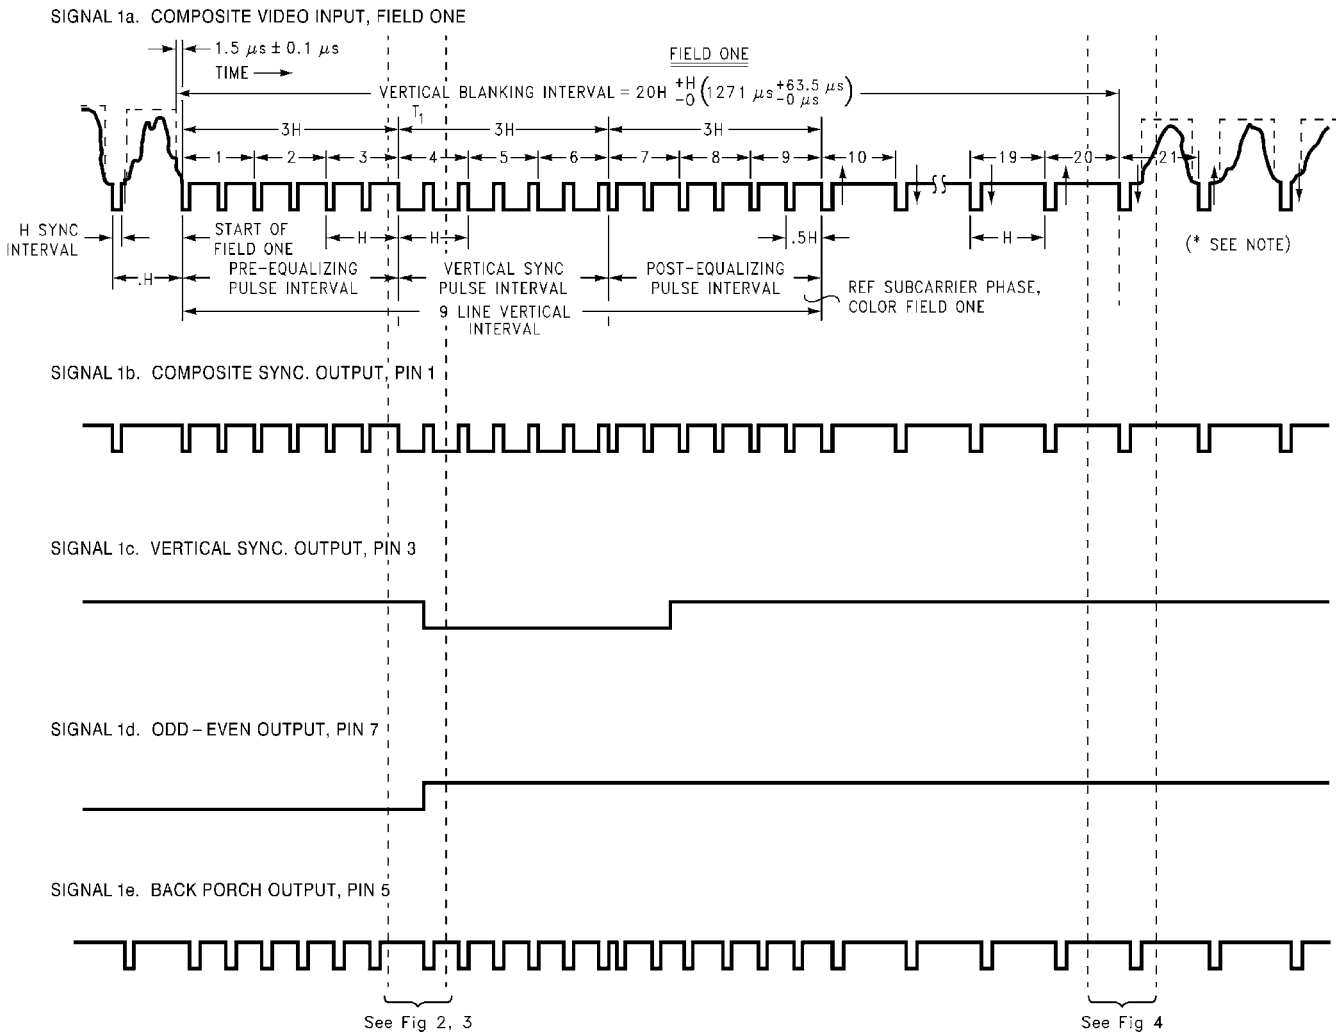 SIGNAL 1a. COMPOSITE VIDEO INPUT, FIELD ONE
1.5 μs ± 0.1 μs
TIME
FIELD ONE
VERTICAL BLANKING INTERVAL = 20H +H -0 (1271 μs +63.5 μs -0 μs)
T1
3H 3H 3H
1 2 3 4 5 6 7 8 9 10 19 20 21
H SYNC INTERVAL
START OF FIELD ONE
H H .5H H
(* SEE NOTE)
.H
PRE-EQUALIZING PULSE INTERVAL
VERTICAL SYNC PULSE INTERVAL
POST-EQUALIZING PULSE INTERVAL
REF SUBCARRIER PHASE, COLOR FIELD ONE
9 LINE VERTICAL INTERVAL
SIGNAL 1b. COMPOSITE SYNC. OUTPUT, PIN 1
SIGNAL 1c. VERTICAL SYNC. OUTPUT, PIN 3
SIGNAL 1d. ODD – EVEN OUTPUT, PIN 7
SIGNAL 1e. BACK PORCH OUTPUT, PIN 5
See Fig 2, 3
See Fig 4